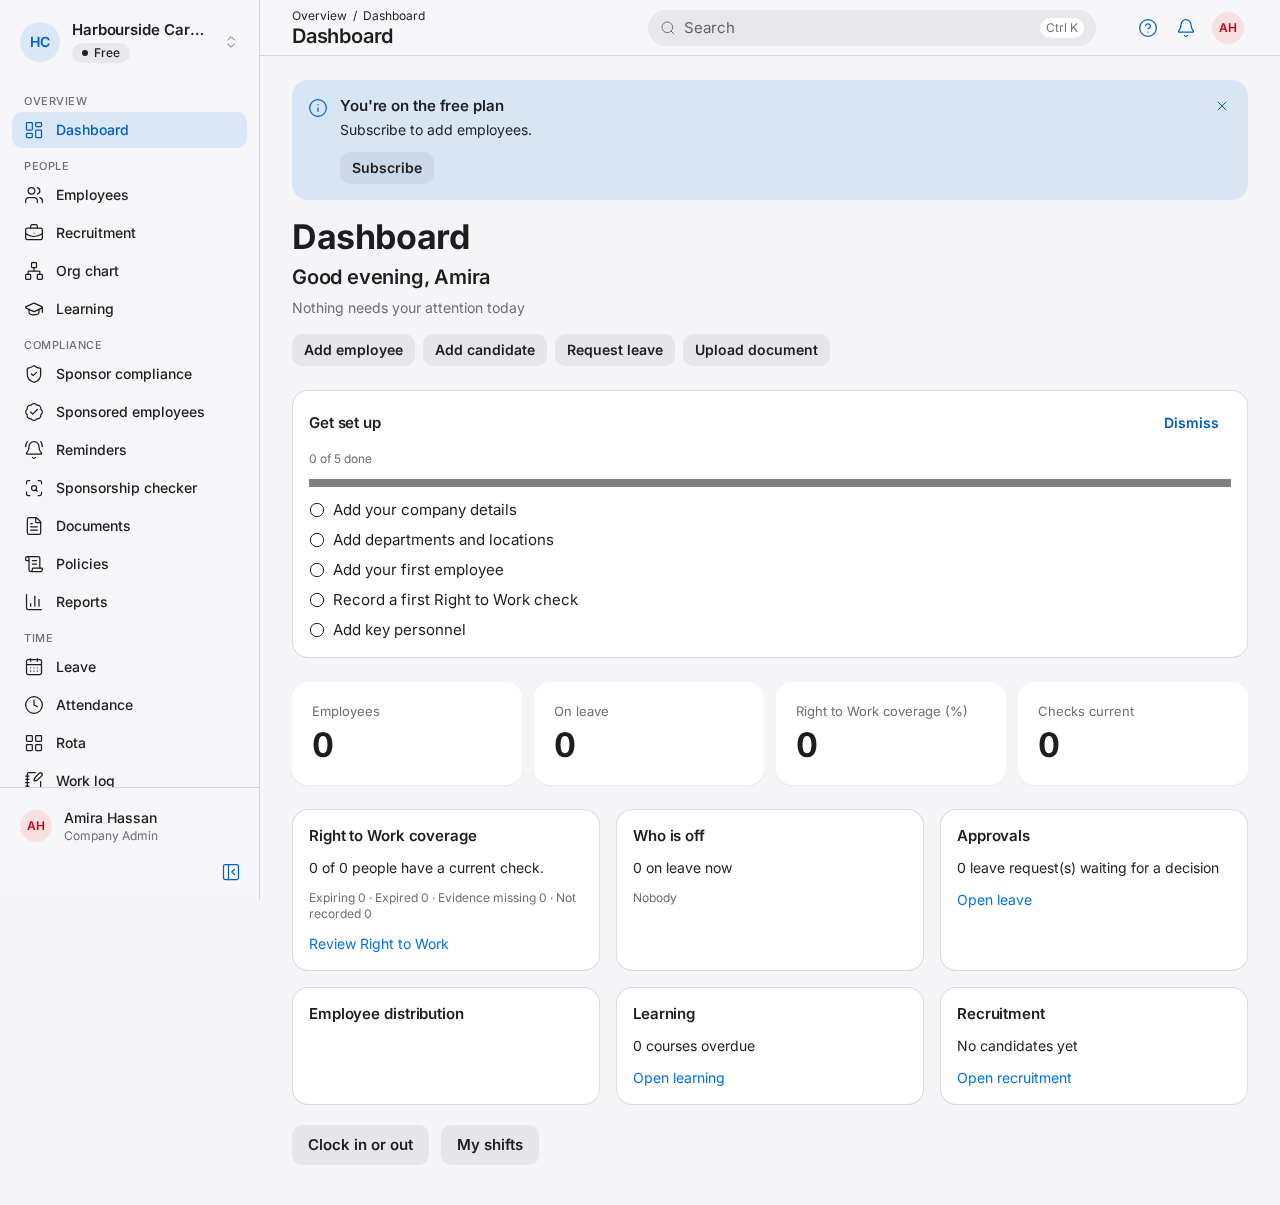 HC
Harbourside Car...
Free
OVERVIEW
Dashboard
PEOPLE
Employees
Recruitment
Org chart
Learning
COMPLIANCE
Sponsor compliance
Sponsored employees
Reminders
Sponsorship checker
Documents
Policies
Reports
TIME
Leave
Attendance
Rota
Work log
AH
Amira Hassan
Company Admin
Overview / Dashboard
Dashboard
Search
Ctrl K
AH
You're on the free plan
Subscribe to add employees.
Subscribe
Dashboard
Good evening, Amira
Nothing needs your attention today
Add employee
Add candidate
Request leave
Upload document
Get set up
Dismiss
0 of 5 done
Add your company details
Add departments and locations
Add your first employee
Record a first Right to Work check
Add key personnel
Employees
0
On leave
0
Right to Work coverage (%)
0
Checks current
0
Right to Work coverage
0 of 0 people have a current check.
Expiring 0 · Expired 0 · Evidence missing 0 · Not
recorded 0
Review Right to Work
Who is off
0 on leave now
Nobody
Approvals
0 leave request(s) waiting for a decision
Open leave
Employee distribution
Learning
0 courses overdue
Open learning
Recruitment
No candidates yet
Open recruitment
Clock in or out
My shifts